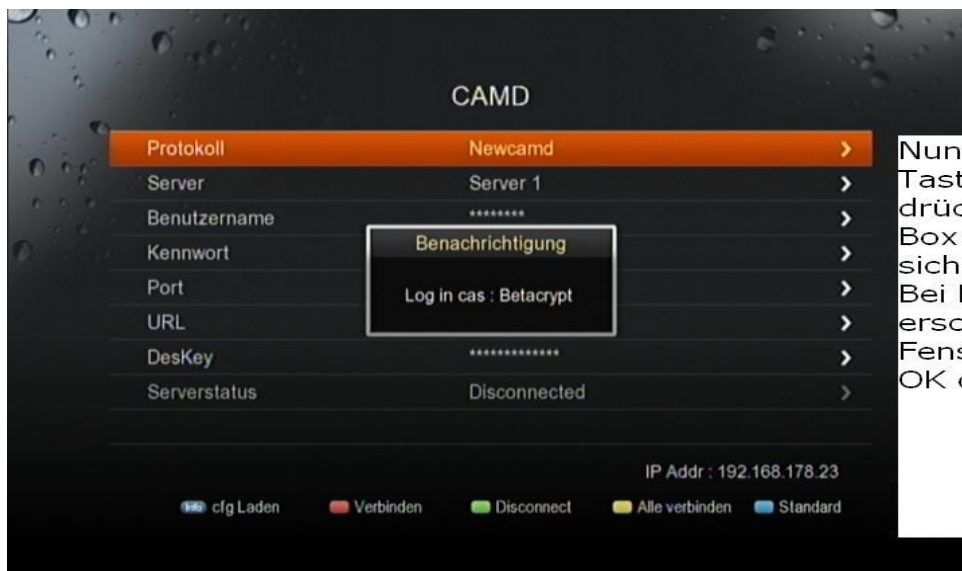 CAMD
Protokoll Newcamd
Server Server 1
Benutzername ********
Kennwort
Port
URL
DesKey *************
Serverstatus Disconnected
Benachrichtigung
Log in cas : Betacrypt
IP Addr : 192.168.178.23
Info cfg Laden Verbinden Disconnect Alle verbinden Standard
Nun
Box
sich
Bei
OK